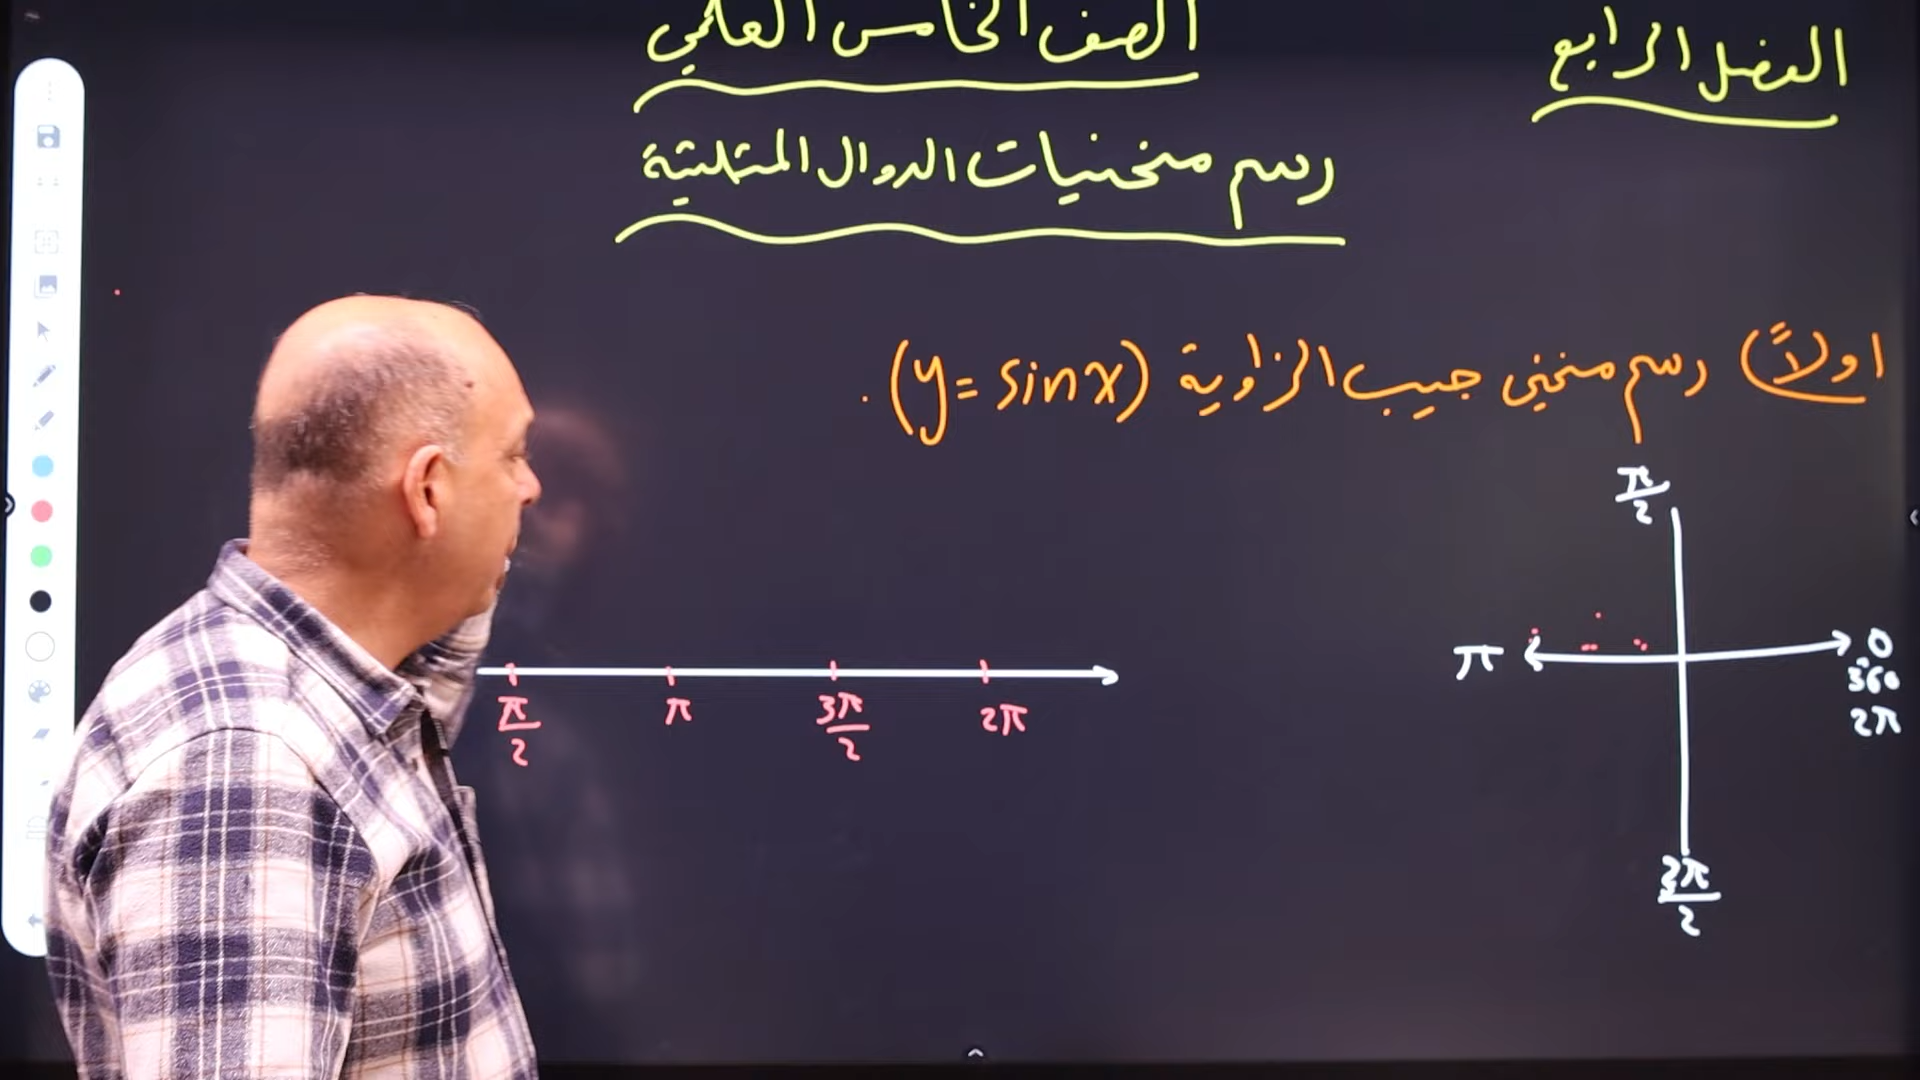 الفصل الرابع
الصف الخامس العلمي
رسم منحنيات الدوال المثلثية
اولاً) رسم منحني جيب الزاوية (y = sin x) .
π/2
π
0
360
2π
3π/2
π/2 π 3π/2 2π